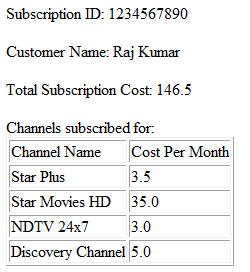 Subscription ID: 1234567890
Customer Name: Raj Kumar
Total Subscription Cost: 146.5
Channels subscribed for:
Channel Name Cost Per Month
Star Plus 3.5
Star Movies HD 35.0
NDTV 24x7 3.0
Discovery Channel 5.0